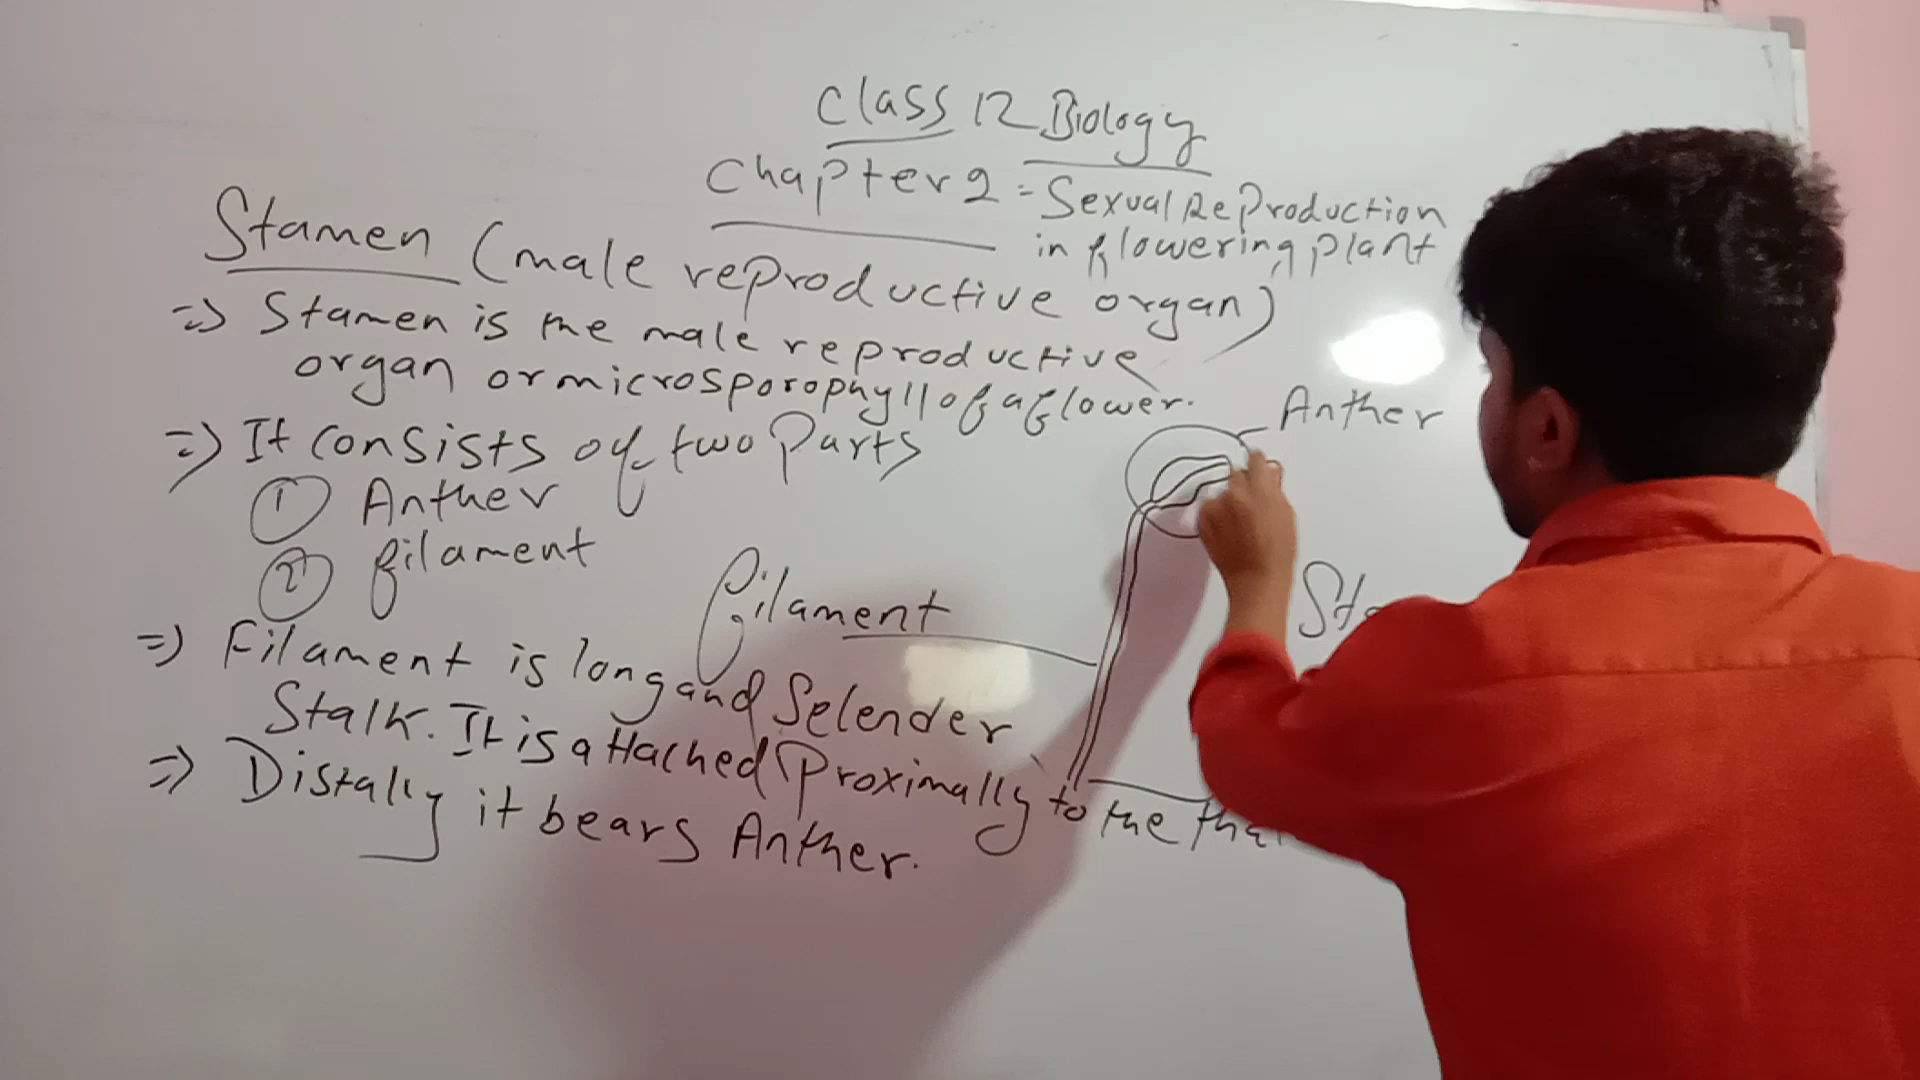 Class 12 Biology
Chapter 2 = Sexual Reproduction
in flowering plant
Stamen (male reproductive organ)
=> Stamen is the male reproductive
organ or microsporophyll of a flower.
=> It consists of two Parts
① Anther
② filament
Anther
filament
=> Filament is long and Selender
Stalk. It is attached Proximally to the
=> Distally it bears Anther.